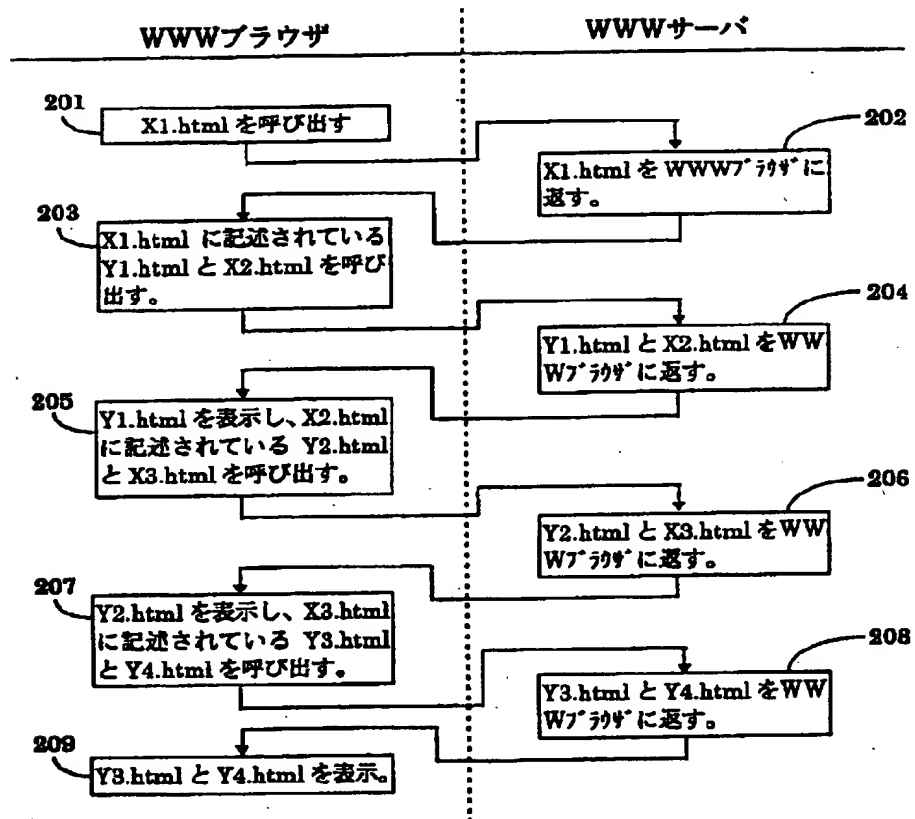 WWWブラウザ
WWWサーバ
201
X1.html を呼び出す
202
X1.html を WWWﾌﾞﾗｳｻﾞに
返す。
203
X1.html に記述されている
Y1.html と X2.html を呼び
出す。
204
Y1.html と X2.html をWW
Wﾌﾞﾗｳｻﾞに返す。
205
Y1.html を表示し、X2.html
に記述されている Y2.html
と X3.html を呼び出す。
206
Y2.html と X3.html をWW
Wﾌﾞﾗｳｻﾞに返す。
207
Y2.html を表示し、X3.html
に記述されている Y3.html
と Y4.html を呼び出す。
208
Y3.html と Y4.html をWW
Wﾌﾞﾗｳｻﾞに返す。
209
Y3.html と Y4.html を表示。